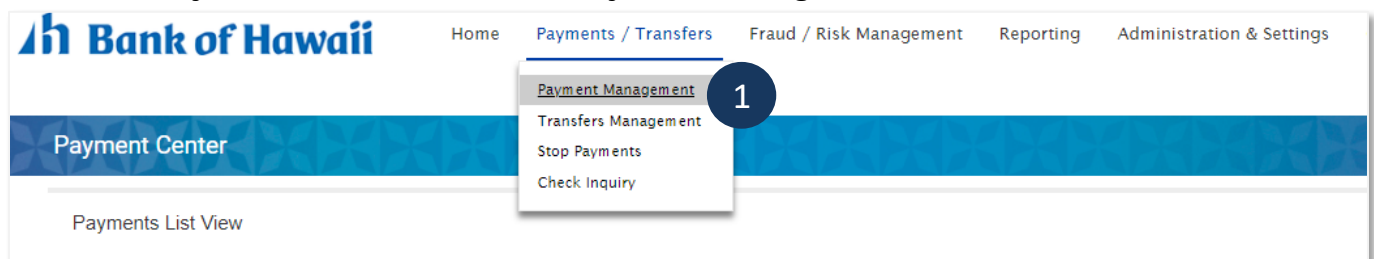 Bank of Hawaii Home Payments / Transfers Fraud / Risk Management Reporting Administration & Settings
Payment Management 1
Transfers Management
Payment Center
Stop Payments
Check Inquiry
Payments List View